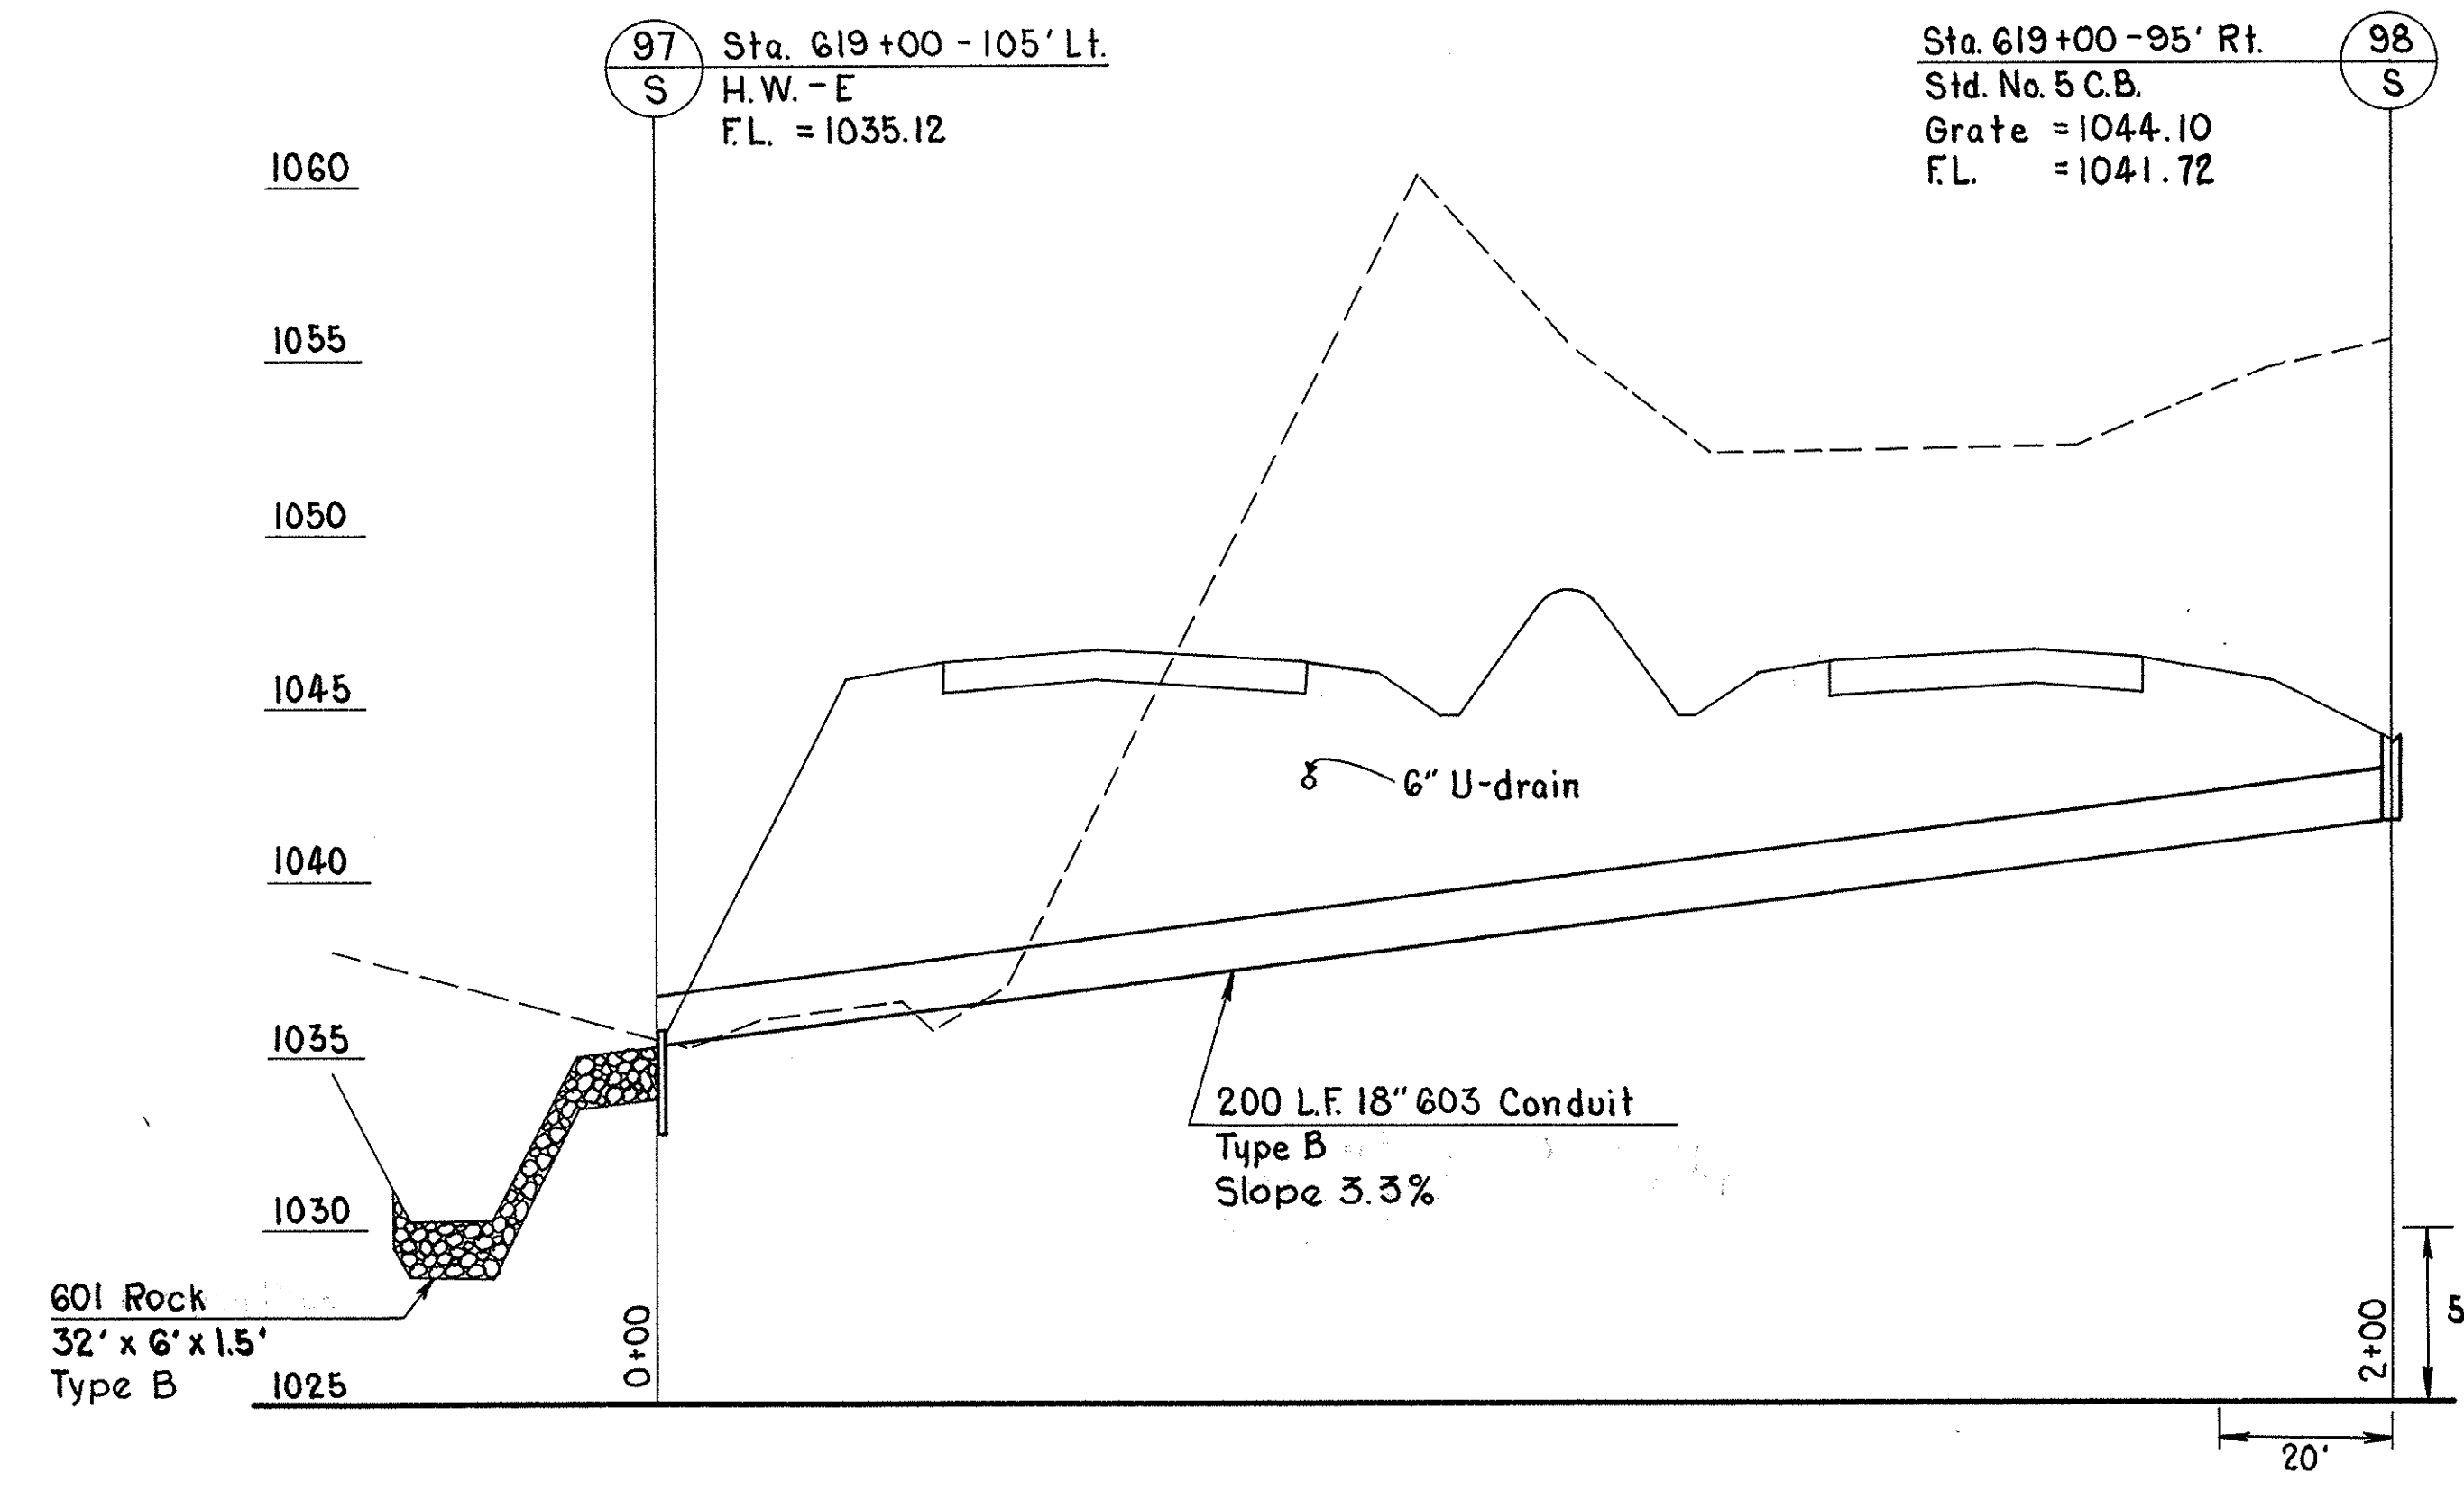 97
S
Sta. 619+00 - 105' Lt.
H.W. - E
F.L. = 1035.12
Sta. 619+00 - 95' Rt.
Std. No. 5 C.B.
Grate = 1044.10
F.L. = 1041.72
98
S
1060
1055
1050
1045
1040
1035
1030
1025
6" U-drain
200 L.F. 18" 603 Conduit
Type B
Slope 3.3%
601 Rock
32' x 6' x 1.5'
Type B
0+00
2+00
5
20'